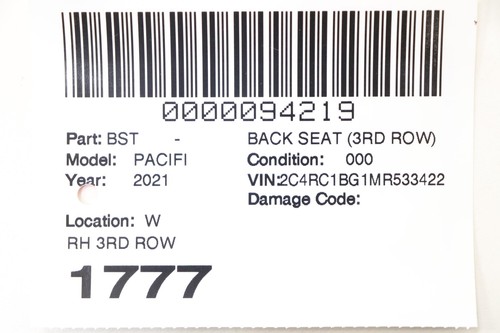 0000094219
Part: BST - BACK SEAT (3RD ROW)
Model: PACIFI Condition: 000
Year: 2021 VIN:2C4RC1BG1MR533422
Damage Code:
Location: W
RH 3RD ROW
1777